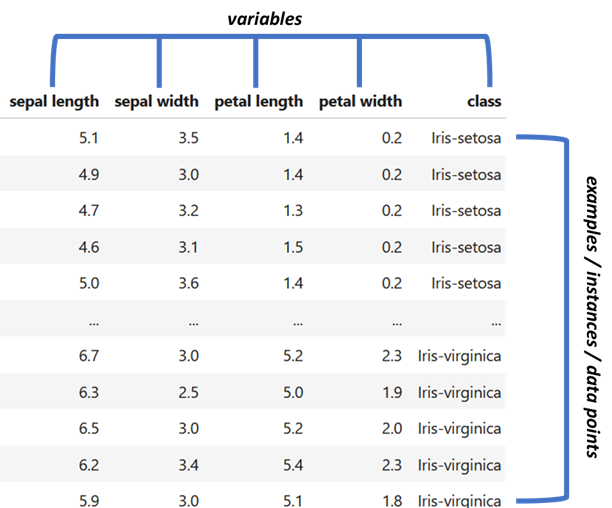 variables
sepal length sepal width petal length petal width class
5.1 3.5 1.4 0.2 Iris-setosa
4.9 3.0 1.4 0.2 Iris-setosa
4.7 3.2 1.3 0.2 Iris-setosa
4.6 3.1 1.5 0.2 Iris-setosa
5.0 3.6 1.4 0.2 Iris-setosa
... ... ... ... ...
6.7 3.0 5.2 2.3 Iris-virginica
6.3 2.5 5.0 1.9 Iris-virginica
6.5 3.0 5.2 2.0 Iris-virginica
6.2 3.4 5.4 2.3 Iris-virginica
5.9 3.0 5.1 1.8 Iris-virginica
examples / instances / data points